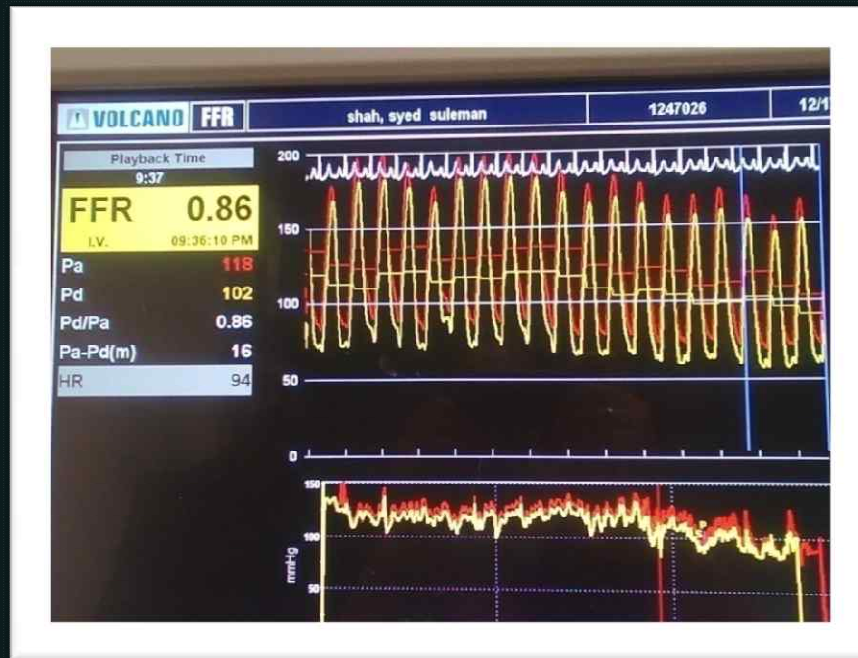 VOLCANO FFR shah, syed suleman 1247026 12/1
Playback Time
9:37
FFR 0.86
I.V. 09:36:10 PM
Pa 118
Pd 102
Pd/Pa 0.86
Pa-Pd(m) 16
HR 94
200
150
100
50
0
150
100
50
mmHg